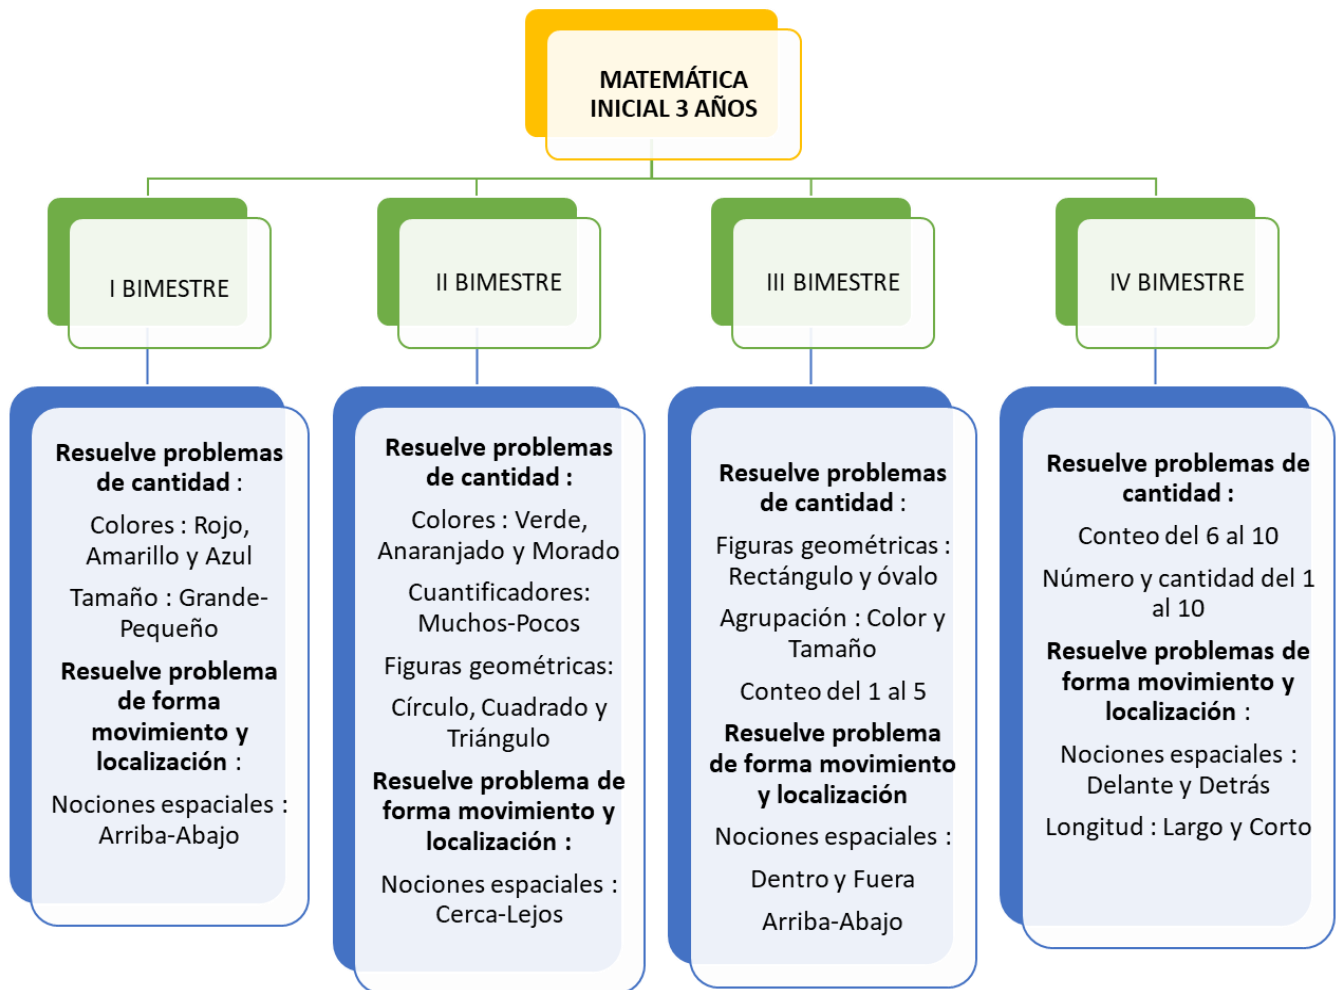 MATEMÁTICA
INICIAL 3 AÑOS
I BIMESTRE
Resuelve problemas
de cantidad :
Colores : Rojo,
Amarillo y Azul
Tamaño : Grande-
Pequeño
Resuelve problema
de forma
movimiento y
localización :
Nociones espaciales :
Arriba-Abajo
II BIMESTRE
Resuelve problemas
de cantidad :
Colores : Verde,
Anaranjado y Morado
Cuantificadores:
Muchos-Pocos
Figuras geométricas:
Círculo, Cuadrado y
Triángulo
Resuelve problema de
forma movimiento y
localización :
Nociones espaciales :
Cerca-Lejos
III BIMESTRE
Resuelve problemas
de cantidad :
Figuras geométricas :
Rectángulo y óvalo
Agrupación : Color y
Tamaño
Conteo del 1 al 5
Resuelve problema
de forma movimiento
y localización
Nociones espaciales :
Dentro y Fuera
Arriba-Abajo
IV BIMESTRE
Resuelve problemas de
cantidad :
Conteo del 6 al 10
Número y cantidad del 1
al 10
Resuelve problemas de
forma movimiento y
localización :
Nociones espaciales :
Delante y Detrás
Longitud : Largo y Corto